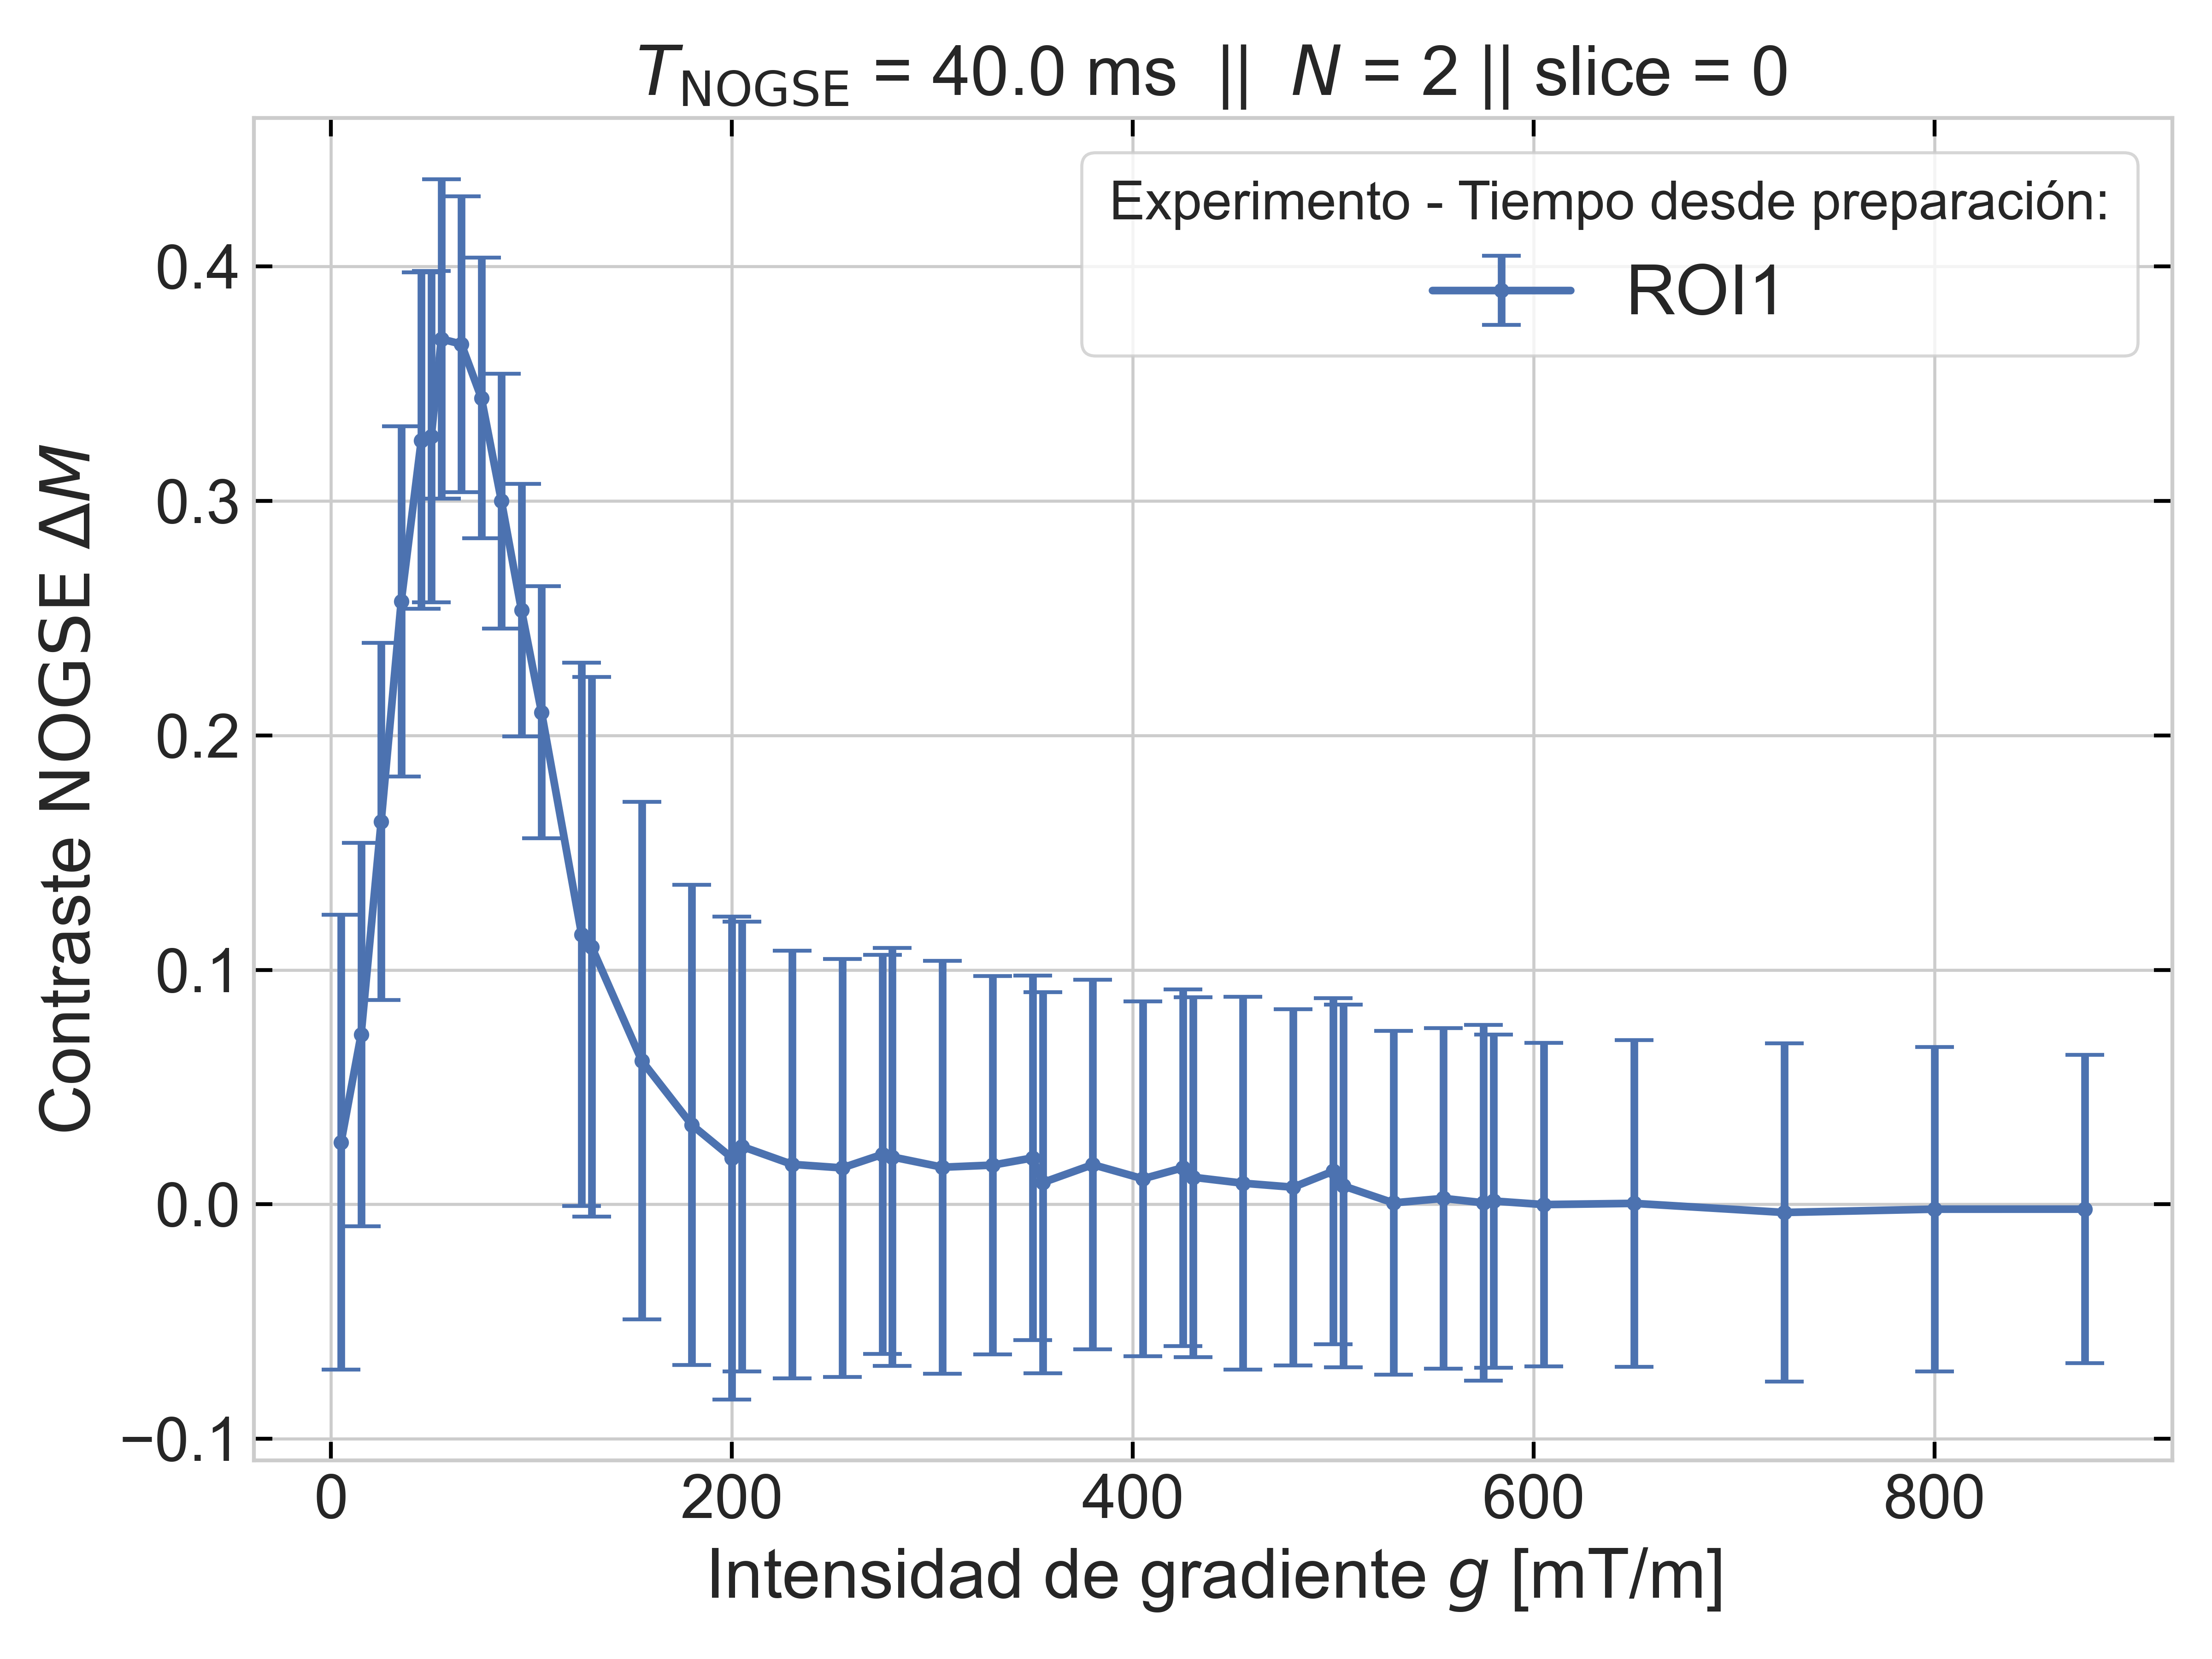 T_NOGSE = 40.0 ms || N = 2 || slice = 0
Experimento - Tiempo desde preparación:
ROI1
Contraste NOGSE ΔM
0.4
0.3
0.2
0.1
0.0
−0.1
0 200 400 600 800
Intensidad de gradiente g [mT/m]